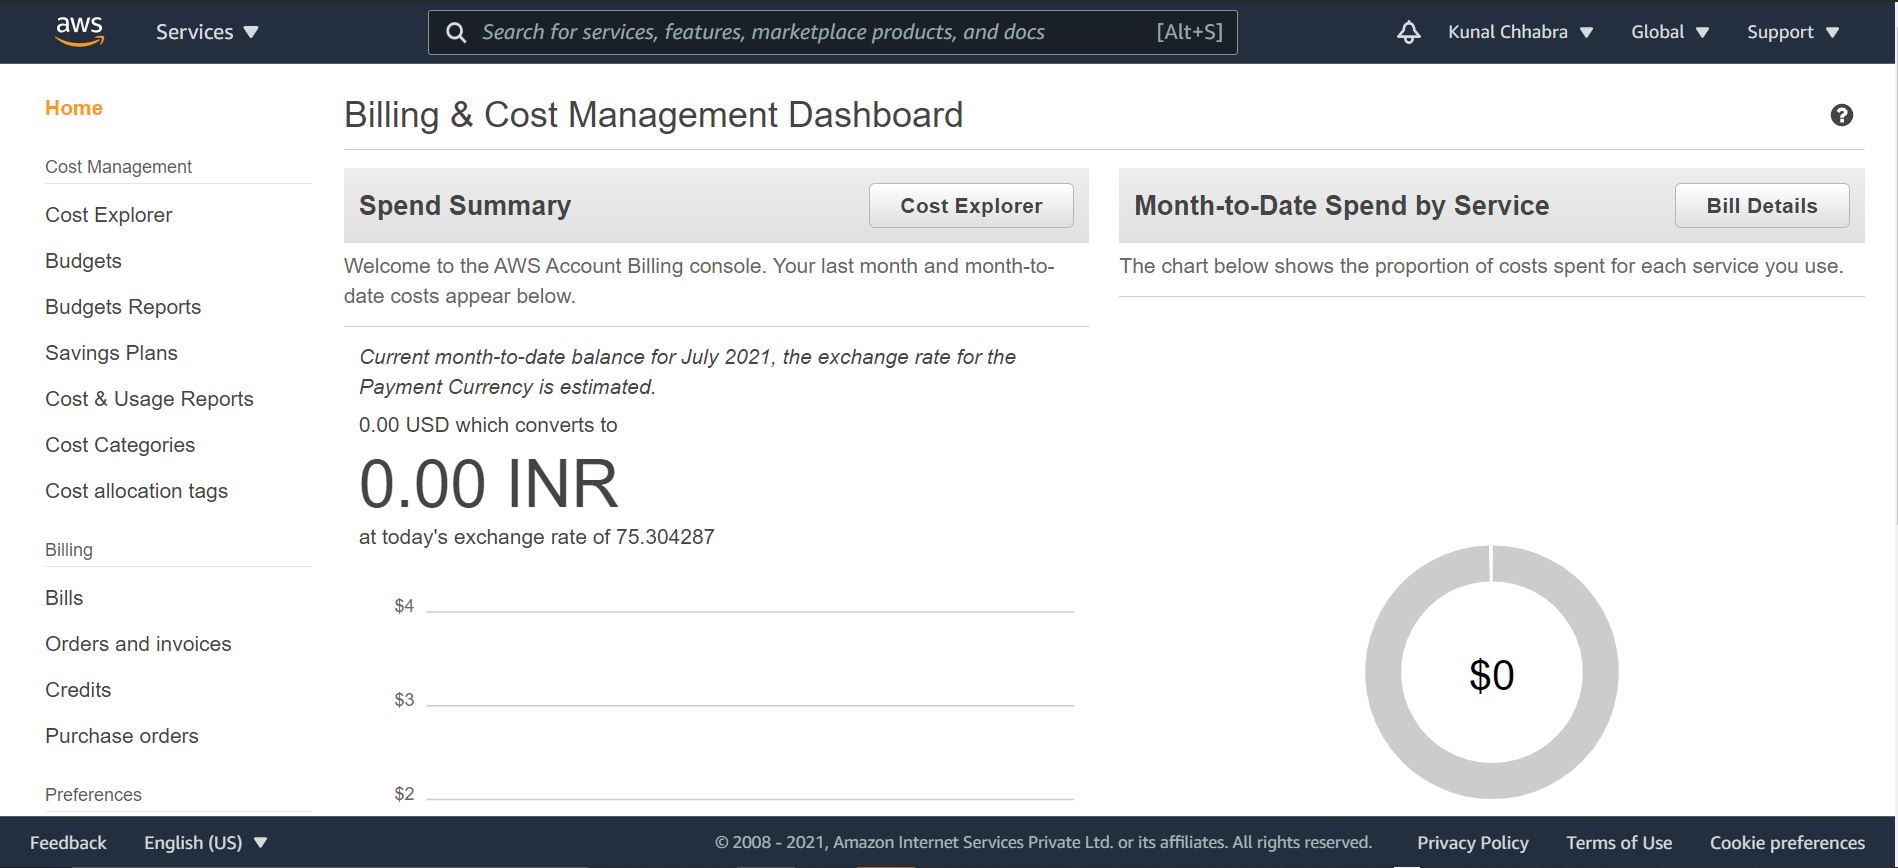 aws
Services
Search for services, features, marketplace products, and docs
[Alt+S]
Kunal Chhabra
Global
Support
Home
Cost Management
Cost Explorer
Budgets
Budgets Reports
Savings Plans
Cost & Usage Reports
Cost Categories
Cost allocation tags
Billing
Bills
Orders and invoices
Credits
Purchase orders
Preferences
Billing & Cost Management Dashboard
?
Spend Summary
Cost Explorer
Welcome to the AWS Account Billing console. Your last month and month-to-
date costs appear below.
Current month-to-date balance for July 2021, the exchange rate for the
Payment Currency is estimated.
0.00 USD which converts to
0.00 INR
at today's exchange rate of 75.304287
$4
$3
$2
Month-to-Date Spend by Service
Bill Details
The chart below shows the proportion of costs spent for each service you use.
$0
Feedback
English (US)
© 2008 - 2021, Amazon Internet Services Private Ltd. or its affiliates. All rights reserved.
Privacy Policy
Terms of Use
Cookie preferences